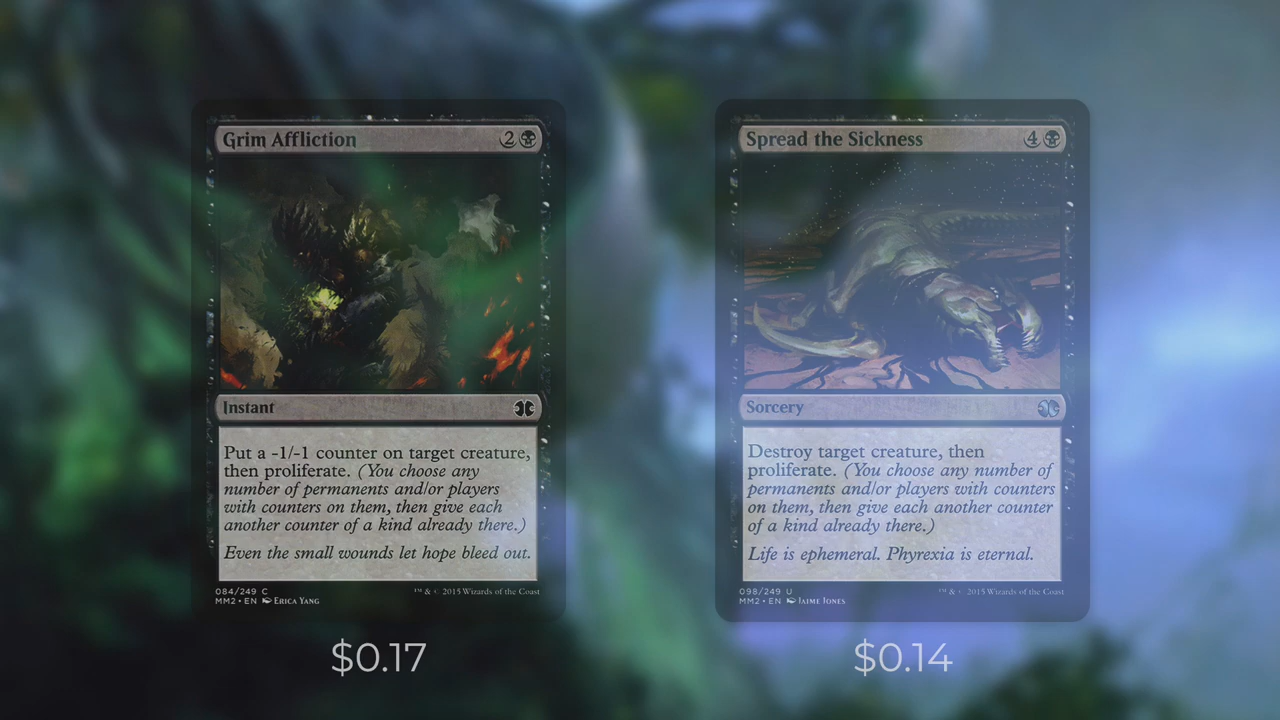 Grim Affliction 2
Instant
Put a -1/-1 counter on target creature,
then proliferate. (You choose any
number of permanents and/or players
with counters on them, then give each
another counter of a kind already there.)
Even the small wounds let hope bleed out.
084/249 C
MM2 • EN Erica Yang
™ & © 2015 Wizards of the Coast
$0.17
Spread the Sickness 4
Sorcery
Destroy target creature, then
proliferate. (You choose any number of
permanents and/or players with counters
on them, then give each another counter
of a kind already there.)
Life is ephemeral. Phyrexia is eternal.
098/249 U
MM2 • EN Jaime Jones
™ & © 2015 Wizards of the Coast
$0.14